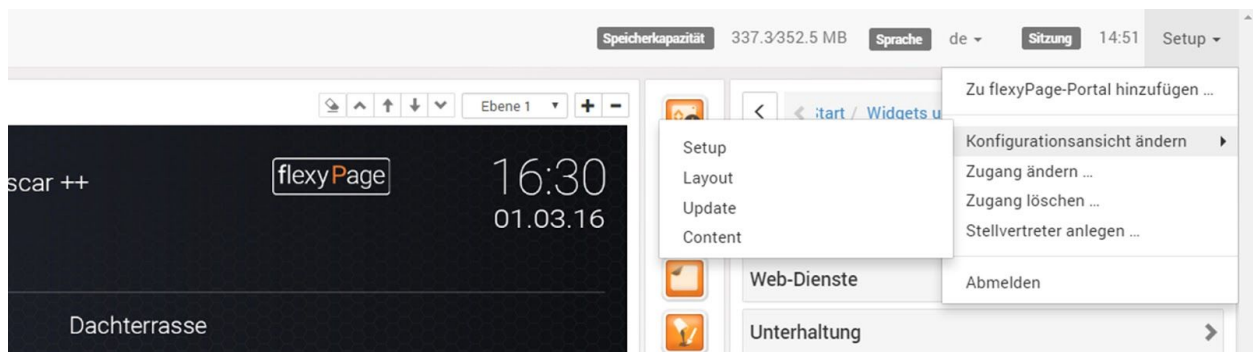 Speicherkapazität 337.3/352.5 MB Sprache de Sitzung 14:51 Setup
Zu flexyPage-Portal hinzufügen ...
Konfigurationsansicht ändern
Zugang ändern ...
Zugang löschen ...
Stellvertreter anlegen ...
Abmelden
Ebene 1
Widgets u
Setup
Layout
Update
Content
scar ++
flexyPage
16:30
01.03.16
Dachterrasse
Web-Dienste
Unterhaltung